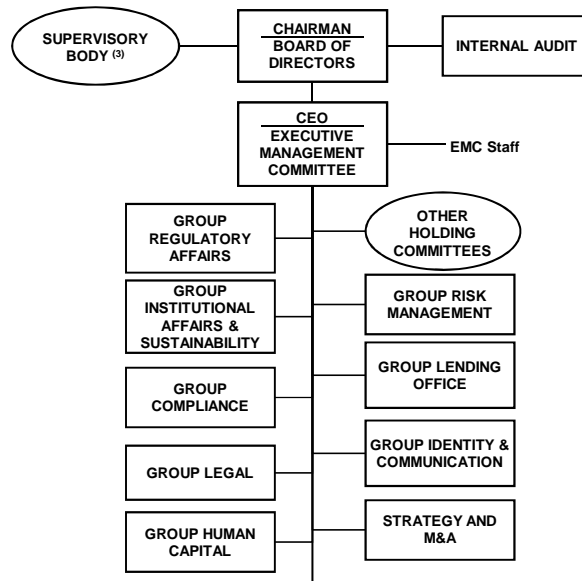 SUPERVISORY
BODY (3)
CHAIRMAN
BOARD OF
DIRECTORS
INTERNAL AUDIT
CEO
EXECUTIVE
MANAGEMENT
COMMITTEE
EMC Staff
GROUP
REGULATORY
AFFAIRS
OTHER
HOLDING
COMMITTEES
GROUP
INSTITUTIONAL
AFFAIRS &
SUSTAINABILITY
GROUP RISK
MANAGEMENT
GROUP
COMPLIANCE
GROUP LENDING
OFFICE
GROUP LEGAL
GROUP IDENTITY &
COMMUNICATION
GROUP HUMAN
CAPITAL
STRATEGY AND
M&A